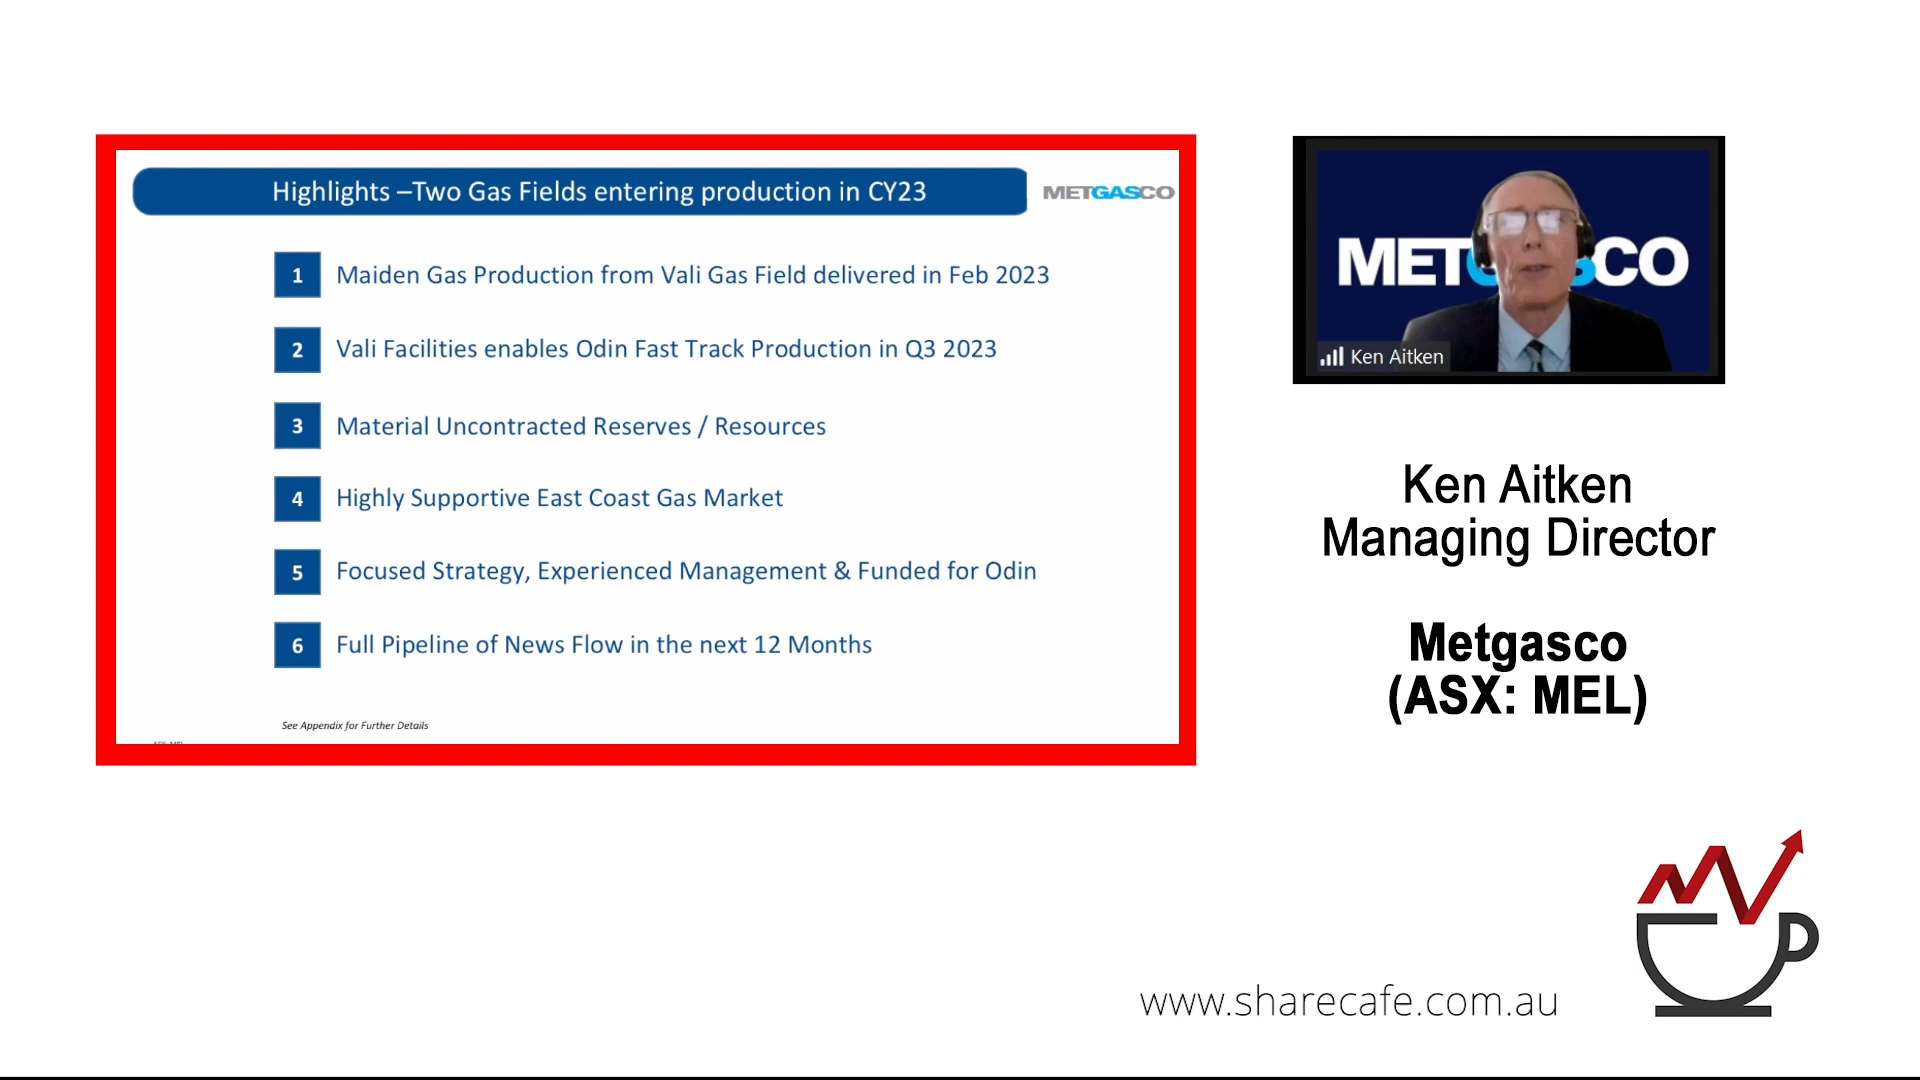 Highlights –Two Gas Fields entering production in CY23
METGASCO
1 Maiden Gas Production from Vali Gas Field delivered in Feb 2023
2 Vali Facilities enables Odin Fast Track Production in Q3 2023
3 Material Uncontracted Reserves / Resources
4 Highly Supportive East Coast Gas Market
5 Focused Strategy, Experienced Management & Funded for Odin
6 Full Pipeline of News Flow in the next 12 Months
See Appendix for Further Details
Ken Aitken
Ken Aitken
Managing Director
Metgasco
(ASX: MEL)
www.sharecafe.com.au